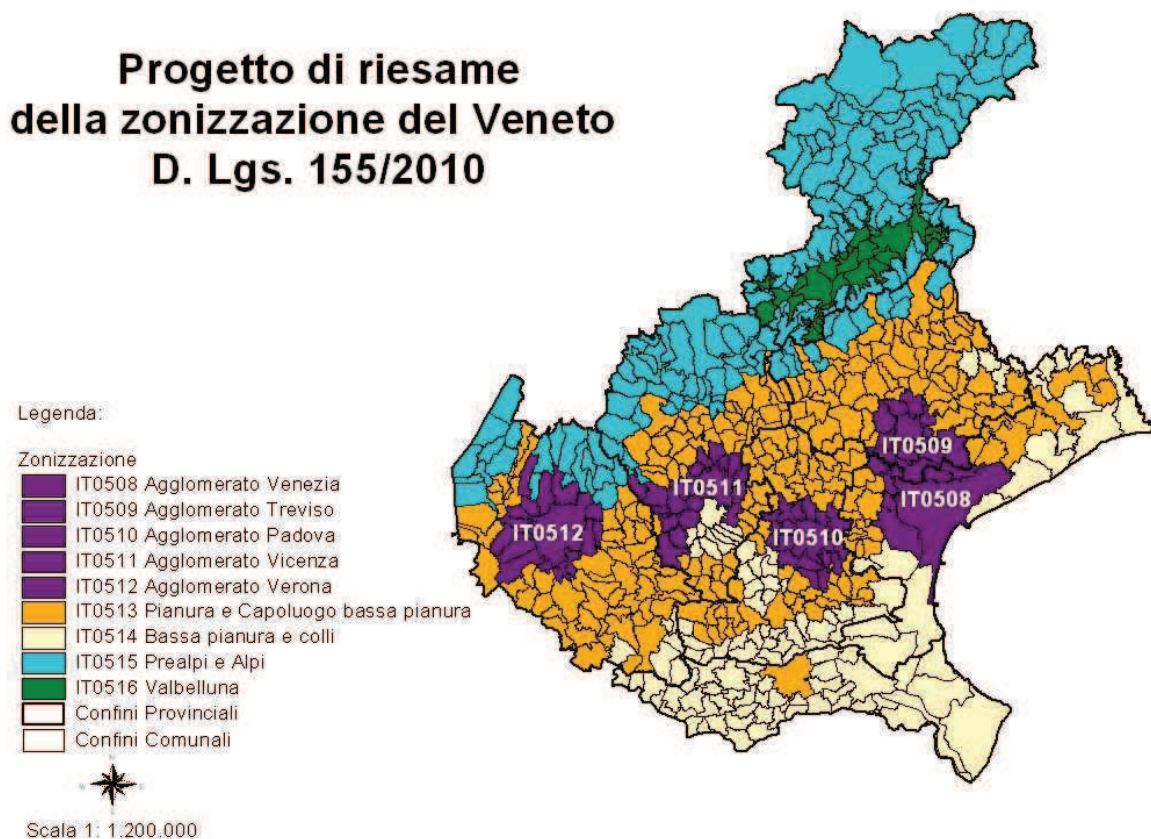 Progetto di riesame
della zonizzazione del Veneto
D. Lgs. 155/2010
Legenda:
Zonizzazione
IT0508 Agglomerato Venezia
IT0509 Agglomerato Treviso
IT0510 Agglomerato Padova
IT0511 Agglomerato Vicenza
IT0512 Agglomerato Verona
IT0513 Pianura e Capoluogo bassa pianura
IT0514 Bassa pianura e colli
IT0515 Prealpi e Alpi
IT0516 Valbelluna
Confini Provinciali
Confini Comunali
Scala 1: 1.200.000
IT0509
IT0511
IT0508
IT0512
IT0510